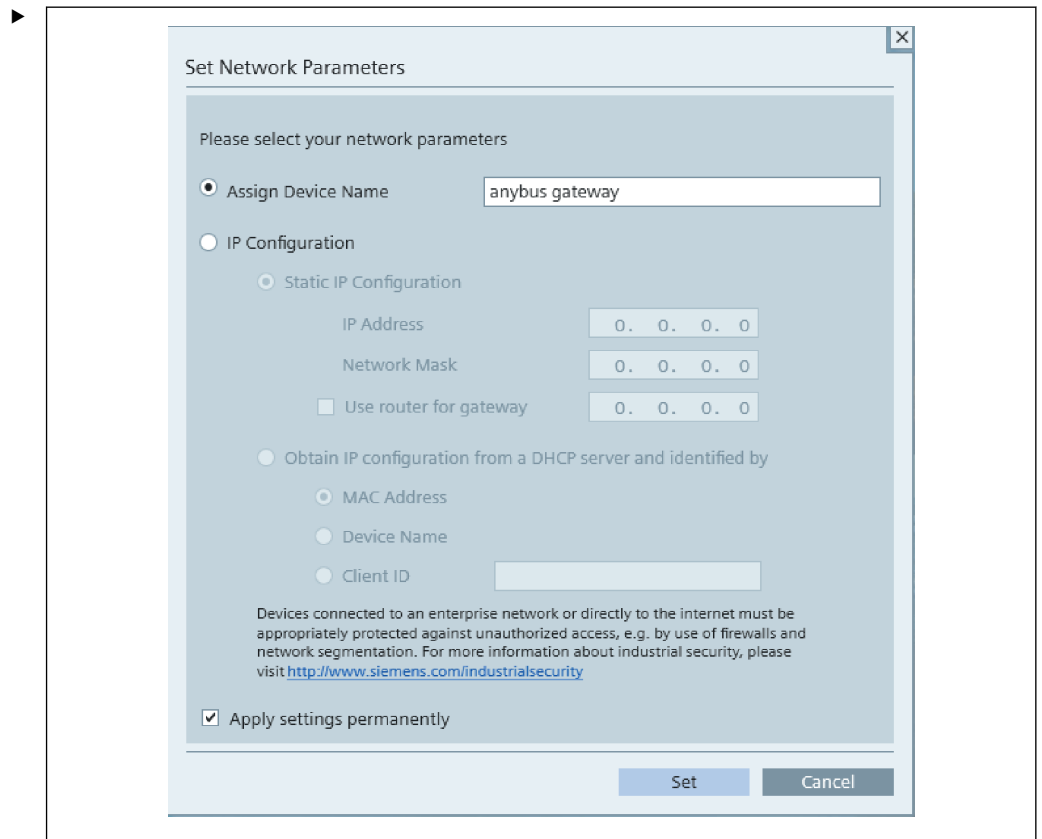 Set Network Parameters
Please select your network parameters
Assign Device Name anybus gateway
IP Configuration
Static IP Configuration
IP Address 0. 0. 0. 0
Network Mask 0. 0. 0. 0
Use router for gateway 0. 0. 0. 0
Obtain IP configuration from a DHCP server and identified by
MAC Address
Device Name
Client ID
Devices connected to an enterprise network or directly to the internet must be
appropriately protected against unauthorized access, e.g. by use of firewalls and
network segmentation. For more information about industrial security, please
visit http://www.siemens.com/industrialsecurity
Apply settings permanently
Set Cancel